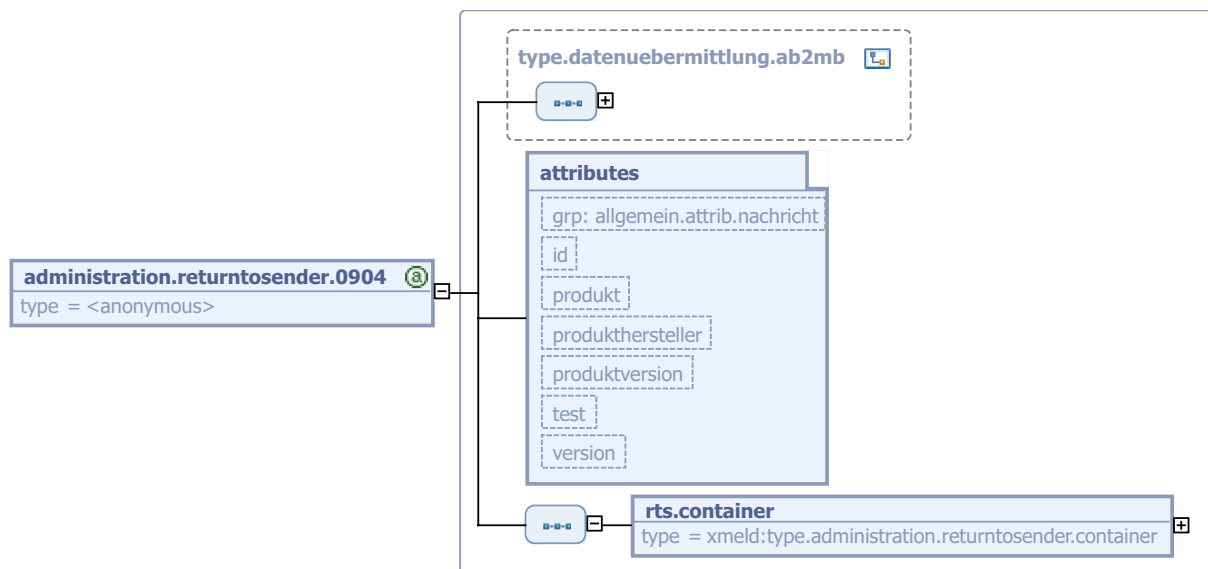 type.datenuebermittlung.ab2mb
attributes
grp: allgemein.attrib.nachricht
id
produkt
produkthersteller
produktversion
test
version
administration.returntosender.0904 a
type = <anonymous>
rts.container
type = xmeld:type.administration.returntosender.container